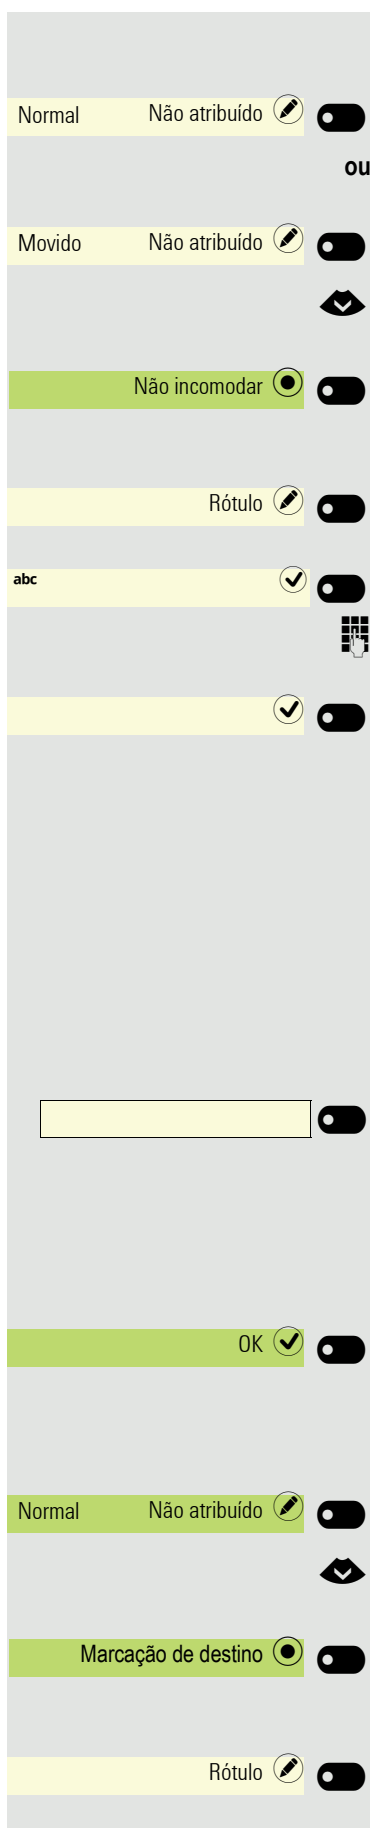 Normal Não atribuído
ou
Movido Não atribuído
Não incomodar
Rótulo
abc
OK
Normal Não atribuído
Marcação de destino
Rótulo